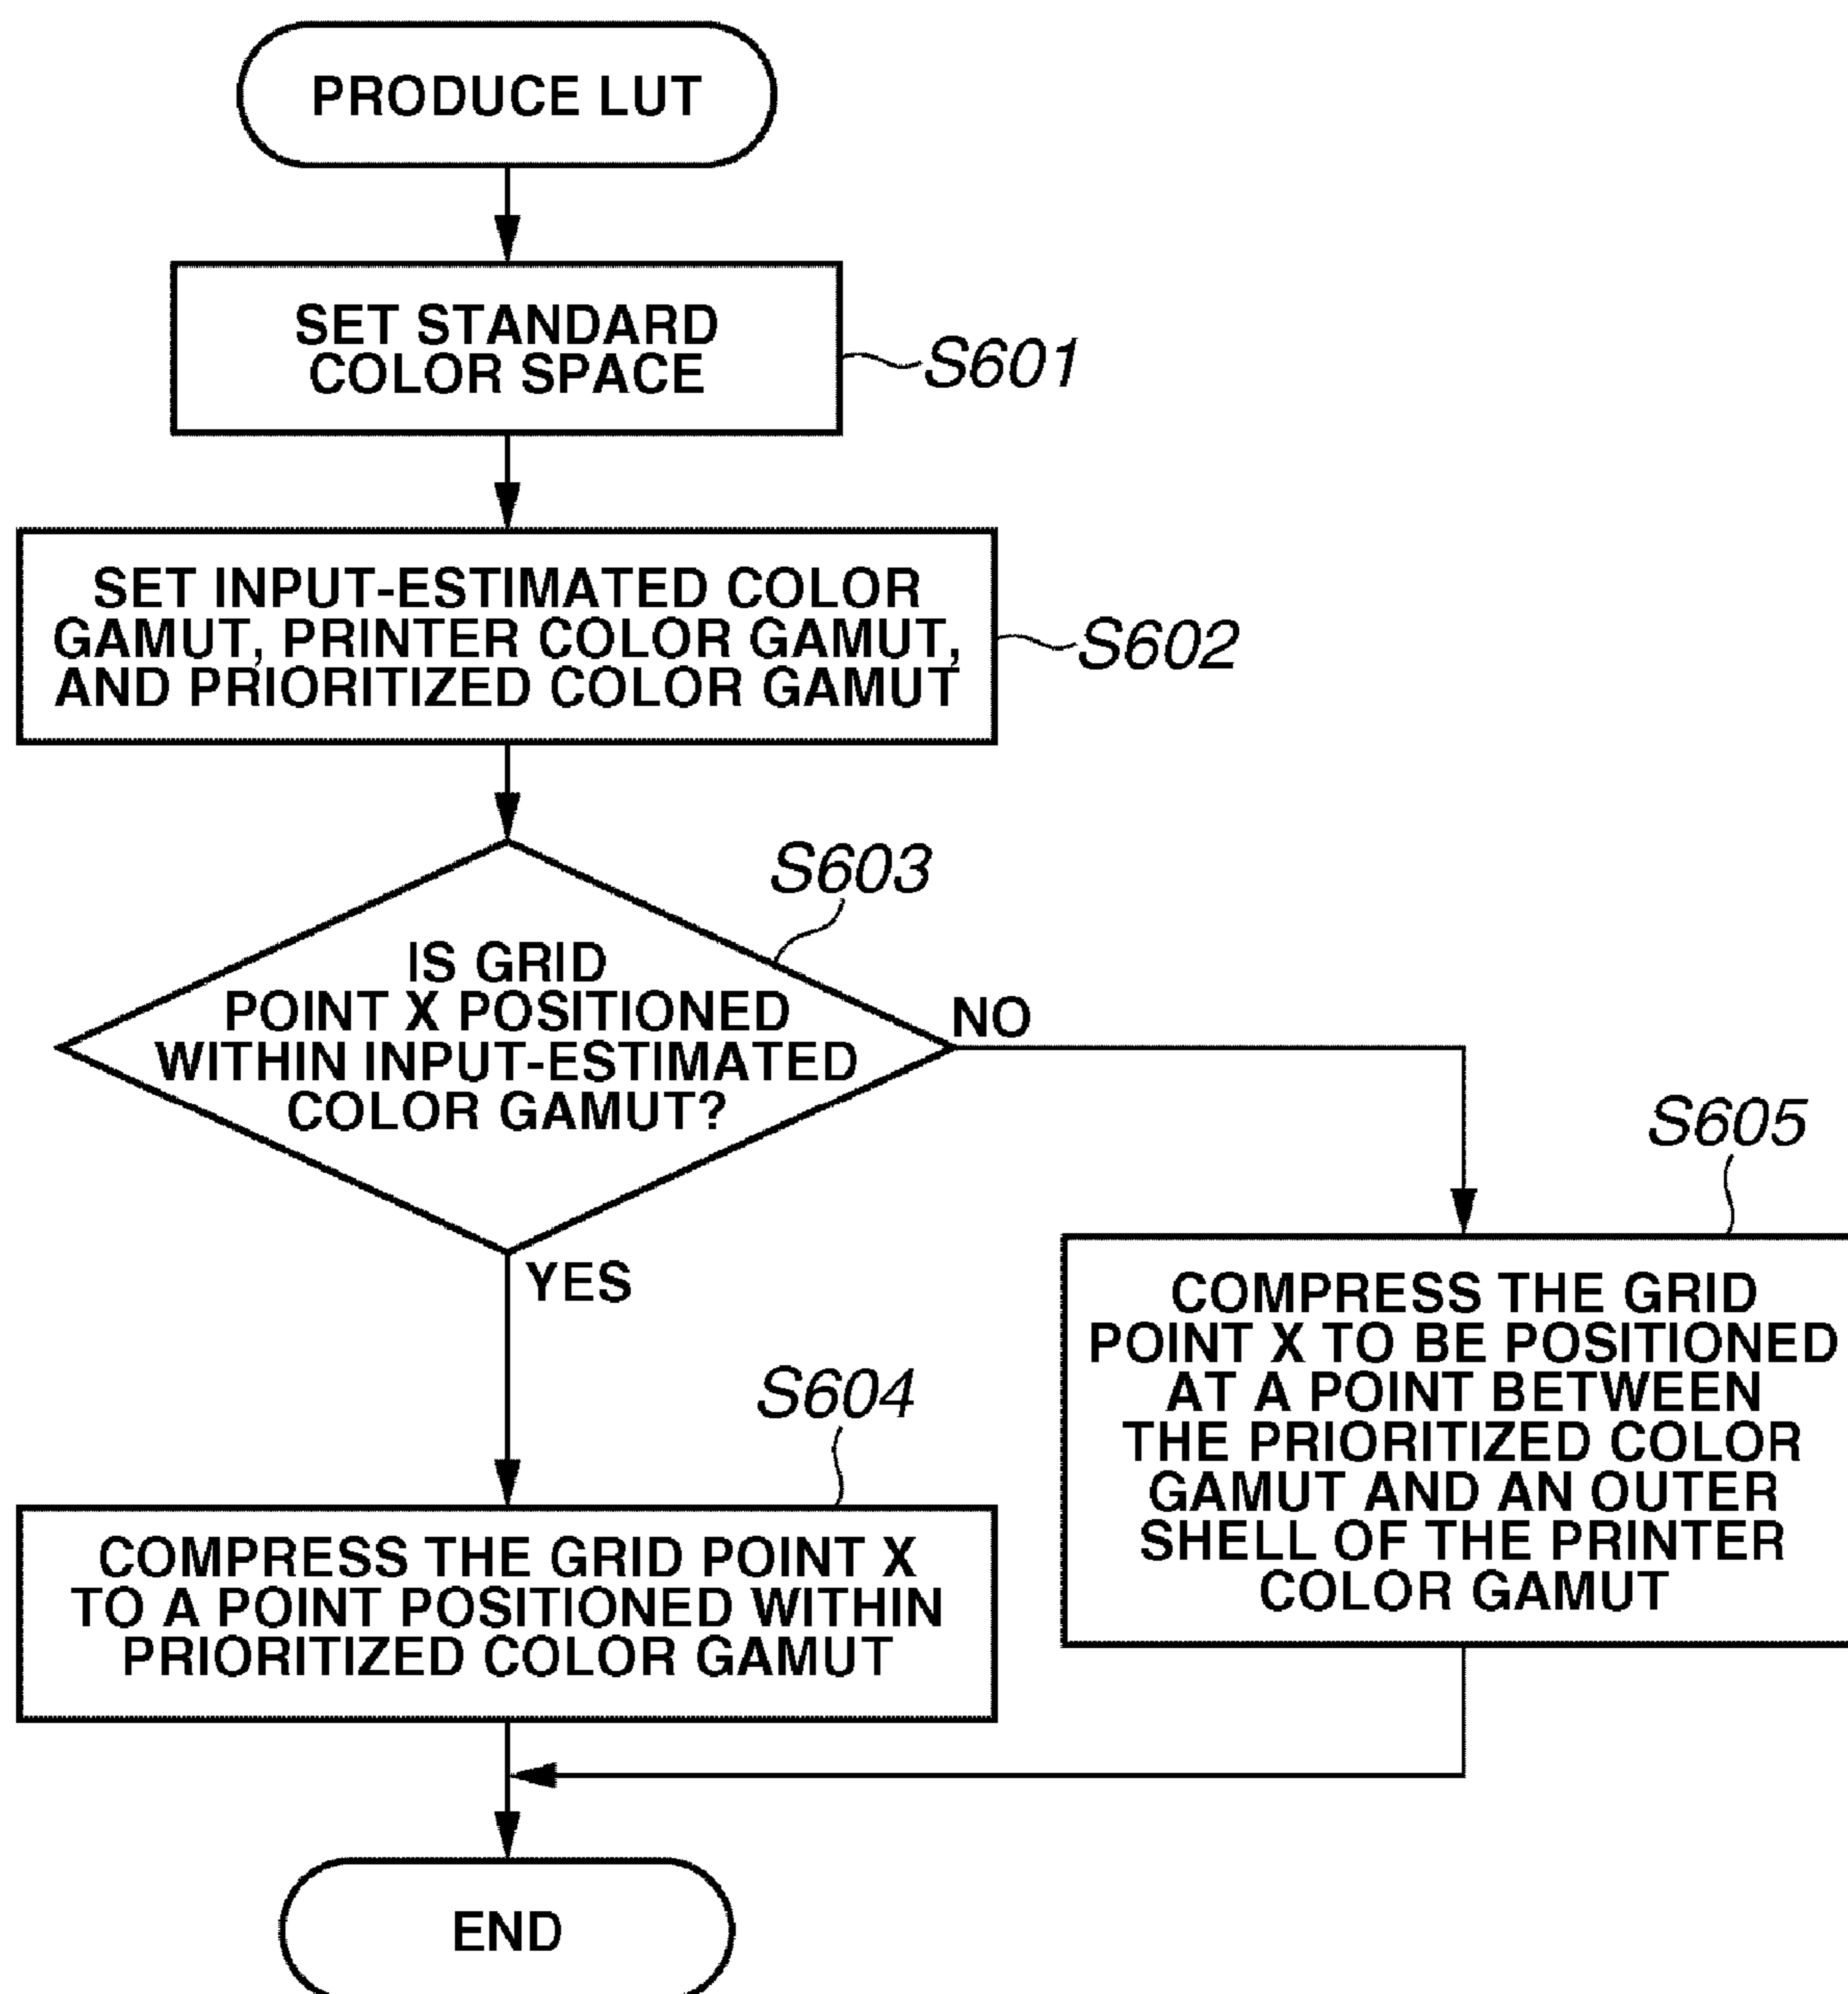 PRODUCE LUT
SET STANDARD
COLOR SPACE
S601
SET INPUT-ESTIMATED COLOR
GAMUT, PRINTER COLOR GAMUT,
AND PRIORITIZED COLOR GAMUT
S602
S603
IS GRID
POINT X POSITIONED
WITHIN INPUT-ESTIMATED
COLOR GAMUT?
NO
YES
S605
COMPRESS THE GRID
POINT X TO BE POSITIONED
AT A POINT BETWEEN
THE PRIORITIZED COLOR
GAMUT AND AN OUTER
SHELL OF THE PRINTER
COLOR GAMUT
S604
COMPRESS THE GRID POINT X
TO A POINT POSITIONED WITHIN
PRIORITIZED COLOR GAMUT
END